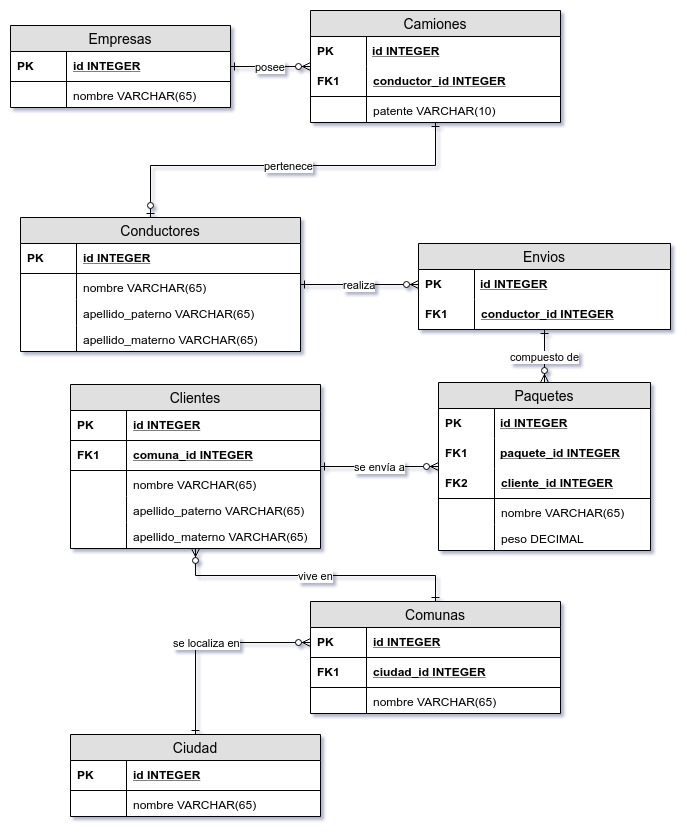 Empresas
PK id INTEGER
nombre VARCHAR(65)
posee
Camiones
PK id INTEGER
FK1 conductor_id INTEGER
patente VARCHAR(10)
pertenece
Conductores
PK id INTEGER
nombre VARCHAR(65)
apellido_paterno VARCHAR(65)
apellido_materno VARCHAR(65)
realiza
Envios
PK id INTEGER
FK1 conductor_id INTEGER
compuesto de
Clientes
PK id INTEGER
FK1 comuna_id INTEGER
nombre VARCHAR(65)
apellido_paterno VARCHAR(65)
apellido_materno VARCHAR(65)
se envía a
Paquetes
PK id INTEGER
FK1 paquete_id INTEGER
FK2 cliente_id INTEGER
nombre VARCHAR(65)
peso DECIMAL
vive en
Comunas
PK id INTEGER
FK1 ciudad_id INTEGER
nombre VARCHAR(65)
se localiza en
Ciudad
PK id INTEGER
nombre VARCHAR(65)